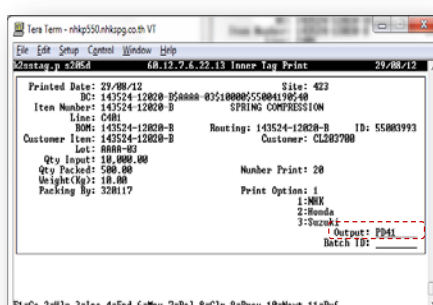 Tera Term - nhkp550.nhkspg.co.th VT
File Edit Setup Control Window Help
h2sstag.p s205d 60.12.7.6.22.13 Inner Tag Print 29/08/12
Printed Date: 29/08/12 Site: 423
BC: 143524-12020-B$AAAA-03$10000$55004190$40
Item Number: 143524-12020-B SPRING COMPRESSION
Line: C401
BOM: 143524-12020-B Routing: 143524-12020-B ID: 55003993
Customer Item: 143524-12020-B Customer: CL203700
Lot: AAAA-03
Qty Input: 10,000.00
Qty Packed: 500.00 Number Print: 20
Weight(Kg): 10.00
Packing By: 320117 Print Option: 1
1:NHK
2:Honda
3:Suzuki
Output: PD41
Batch ID: